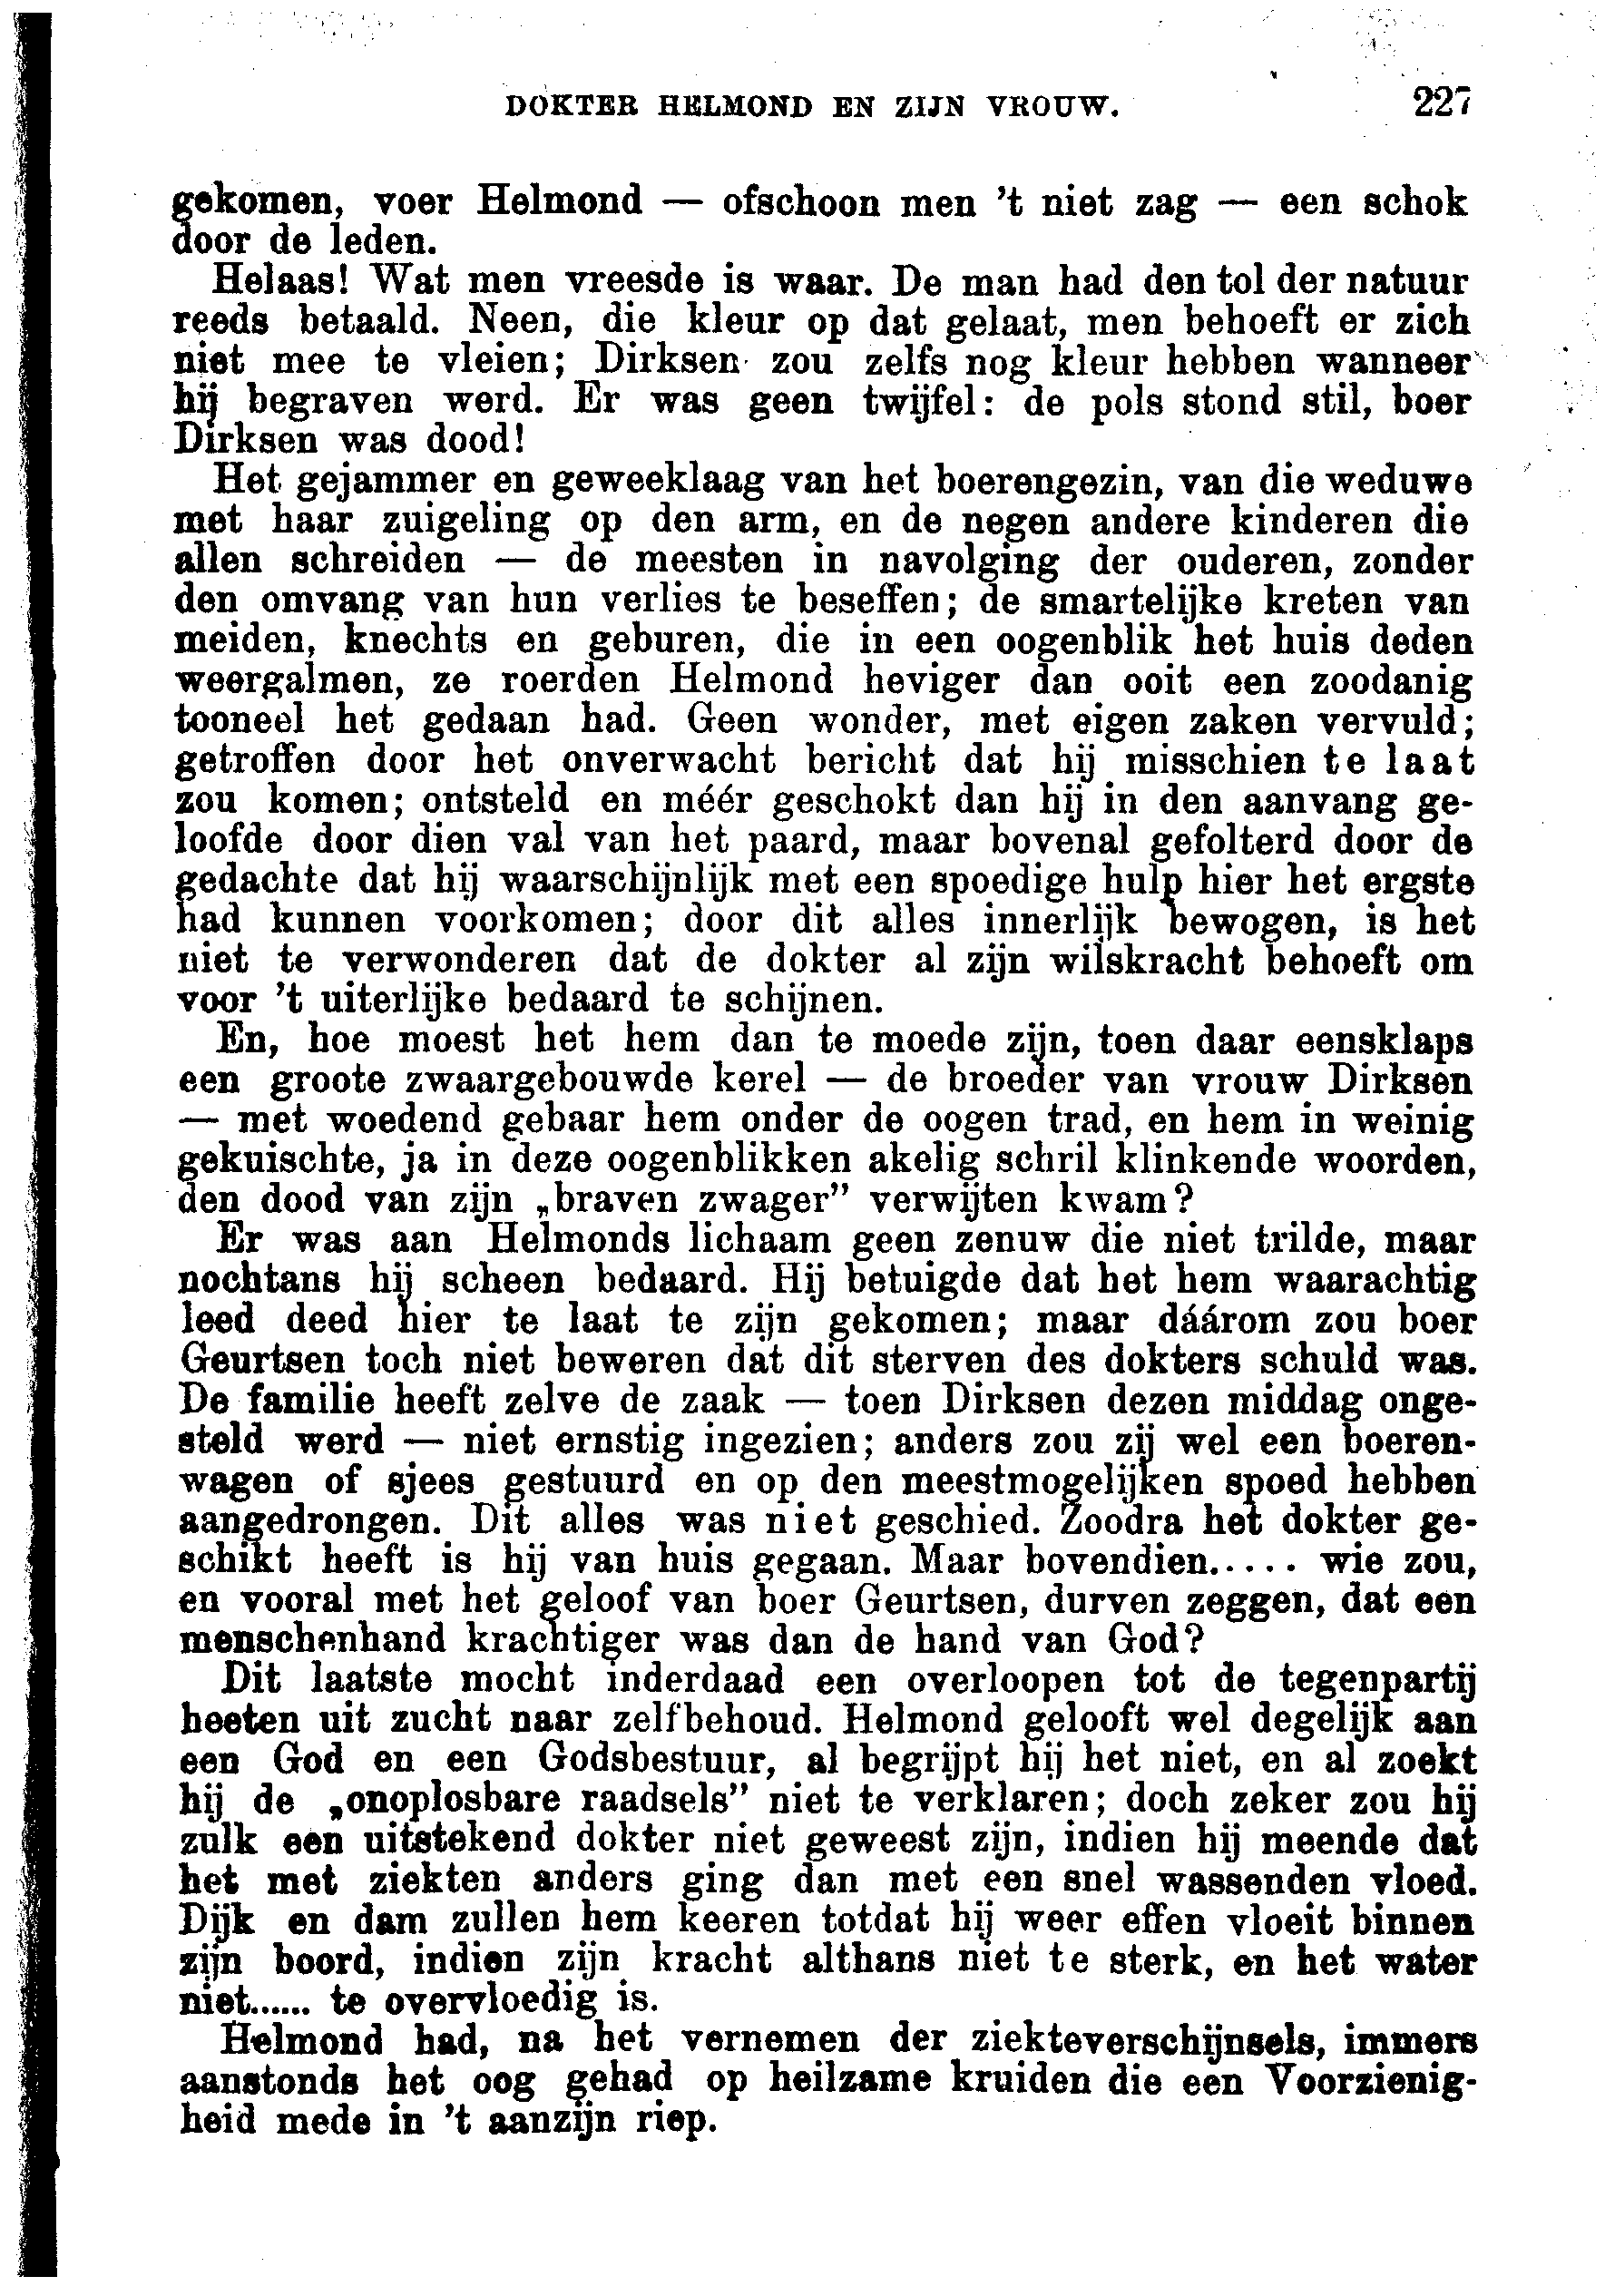 DOKTER HELMOND EN ZIJN VROUW. 227
gekomen, voer Helmond — ofschoon men 't niet zag — een schok
door de leden.
Helaas! Wat men vreesde is waar. De man had den tol der natuur
reeds betaald. Neen, die kleur op dat gelaat, men behoeft er zich
niet mee te vleien; Dirksen zou zelfs nog kleur hebben wanneer
hij begraven werd. Er was geen twijfel: de pols stond stil, boer
Dirksen was dood!
Het gejammer en geweeklaag van het boerengezin, van die weduwe
met haar zuigeling op den arm, en de negen andere kinderen die
allen schreiden — de meesten in navolging der ouderen, zonder
den omvang van hun verlies te beseffen; de smartelijke kreten van
meiden, knechts en geburen, die in een oogenblik het huis deden
weergalmen, ze roerden Helmond heviger dan ooit een zoodanig
tooneel het gedaan had. Geen wonder, met eigen zaken vervuld;
getroffen door het onverwacht bericht dat hij misschien te laat
zou komen; ontsteld en méér geschokt dan hij in den aanvang ge-
loofde door dien val van het paard, maar bovenal gefolterd door de
gedachte dat hij waarschijnlijk met een spoedige hulp hier het ergste
had kunnen voorkomen; door dit alles innerlijk bewogen, is het
niet te verwonderen dat de dokter al zijn wilskracht behoeft om
voor 't uiterlijke bedaard te schijnen.
En, hoe moest het hem dan te moede zijn, toen daar eensklaps
een groote zwaargebouwde kerel — de broeder van vrouw Dirksen
— met woedend gebaar hem onder de oogen trad, en hem in weinig
gekuischte, ja in deze oogenblikken akelig schril klinkende woorden,
den dood van zijn „braven zwager” verwijten kwam?
Er was aan Helmonds lichaam geen zenuw die niet trilde, maar
nochtans hij scheen bedaard. Hij betuigde dat het hem waarachtig
leed deed hier te laat te zijn gekomen; maar dáárom zou boer
Geurtsen toch niet beweren dat dit sterven des dokters schuld was.
De familie heeft zelve de zaak — toen Dirksen dezen middag onge-
steld werd — niet ernstig ingezien; anders zou zij wel een boeren-
wagen of sjees gestuurd en op den meestmogelijken spoed hebben
aangedrongen. Dit alles was niet geschied. Zoodra het dokter ge-
schikt heeft is hij van huis gegaan. Maar bovendien..... wie zou,
en vooral met het geloof van boer Geurtsen, durven zeggen, dat een
menschenhand krachtiger was dan de hand van God?
Dit laatste mocht inderdaad een overloopen tot de tegenpartij
heeten uit zucht naar zelfbehoud. Helmond gelooft wel degelijk aan
een God en een Godsbestuur, al begrijpt hij het niet, en al zoekt
hij de „onoplosbare raadsels” niet te verklaren; doch zeker zou hij
zulk een uitstekend dokter niet geweest zijn, indien hij meende dat
het met ziekten anders ging dan met een snel wassenden vloed.
Dijk en dam zullen hem keeren totdat hij weer effen vloeit binnen
zijn boord, indien zijn kracht althans niet te sterk, en het water
niet...... te overvloedig is.
Helmond had, na het vernemen der ziekteverschijnsels, immers
aanstonds het oog gehad op heilzame kruiden die een Voorzienig-
heid mede in 't aanzijn riep.